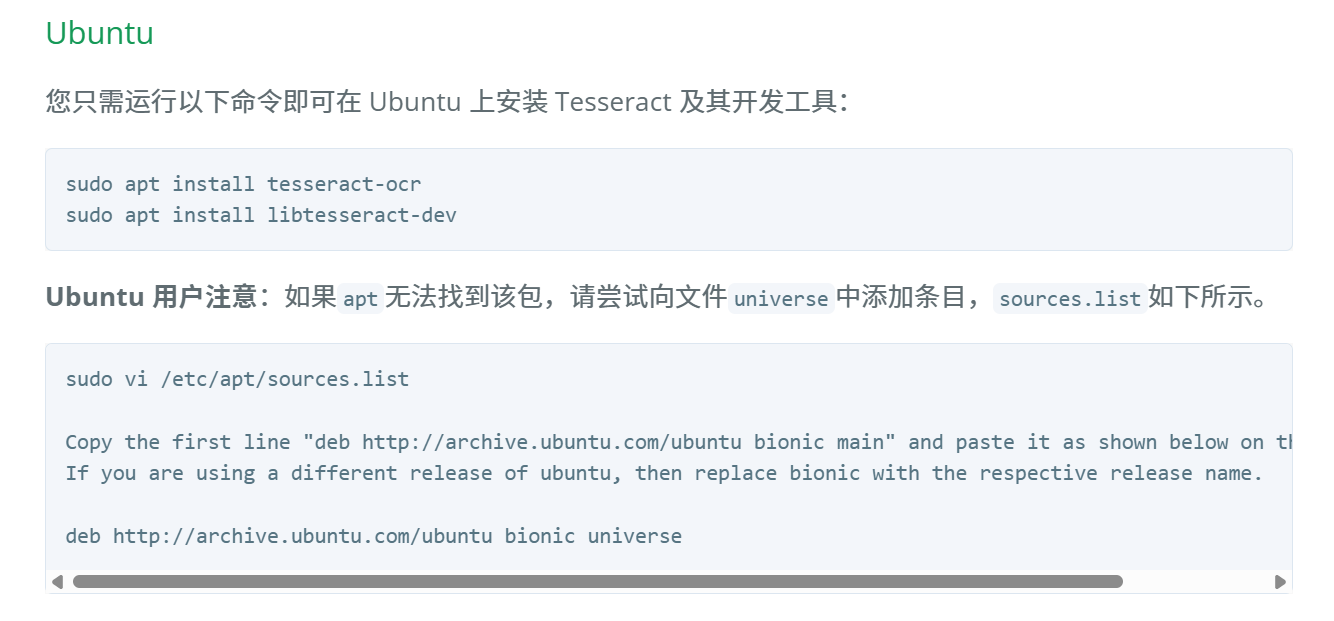 Ubuntu
您只需运行以下命令即可在 Ubuntu 上安装 Tesseract 及其开发工具：
sudo apt install tesseract-ocr
sudo apt install libtesseract-dev
Ubuntu 用户注意：如果apt无法找到该包，请尝试向文件universe中添加条目，sources.list如下所示。
sudo vi /etc/apt/sources.list
Copy the first line "deb http://archive.ubuntu.com/ubuntu bionic main" and paste it as shown below on
If you are using a different release of ubuntu, then replace bionic with the respective release name.
deb http://archive.ubuntu.com/ubuntu bionic universe